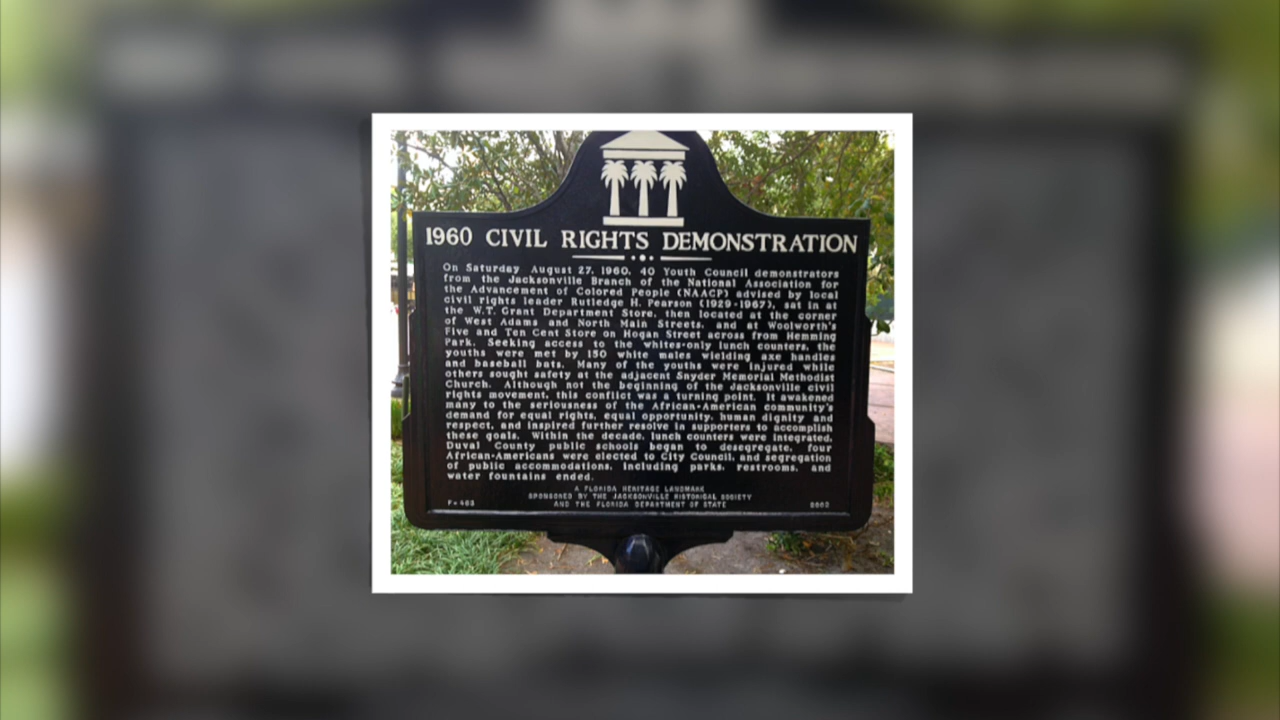 1960 CIVIL RIGHTS DEMONSTRATION
On Saturday August 27, 1960, 40 Youth Council demonstrators
from the Jacksonville Branch of the National Association for
the Advancement of Colored People (NAACP) advised by local
civil rights leader Rutledge H. Pearson (1929-1967), sat in at
the W.T. Grant Department Store, then located at the corner
of West Adams and North Main Streets, and at Woolworth's
Five and Ten Cent Store on Hogan Street across from Hemming
Park. Seeking access to the whites-only lunch counters, the
youths were met by 150 white males wielding axe handles
and baseball bats. Many of the youths were injured while
others sought safety at the adjacent Snyder Memorial Methodist
Church. Although not the beginning of the Jacksonville civil
rights movement, this conflict was a turning point. It awakened
many to the seriousness of the African-American community's
demand for equal rights, equal opportunity, human dignity and
respect, and inspired further resolve in supporters to accomplish
these goals. Within the decade, lunch counters were integrated,
Duval County public schools began to desegregate, four
African-Americans were elected to City Council, and segregation
of public accommodations, including parks, restrooms, and
water fountains ended.
A FLORIDA HERITAGE LANDMARK
SPONSORED BY THE JACKSONVILLE HISTORICAL SOCIETY
AND THE FLORIDA DEPARTMENT OF STATE